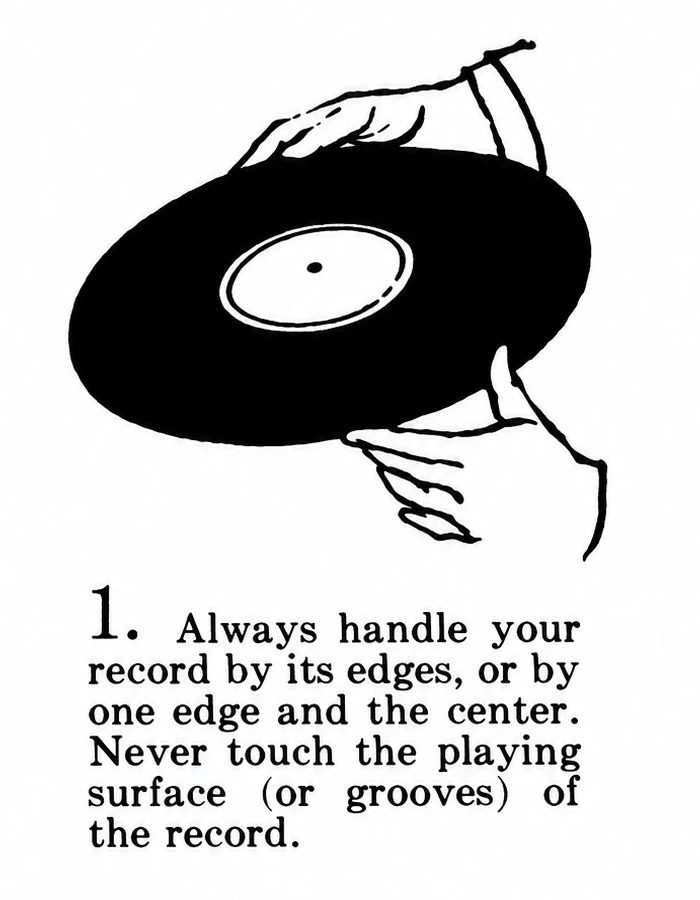 1. Always handle your
record by its edges, or by
one edge and the center.
Never touch the playing
surface (or grooves) of
the record.